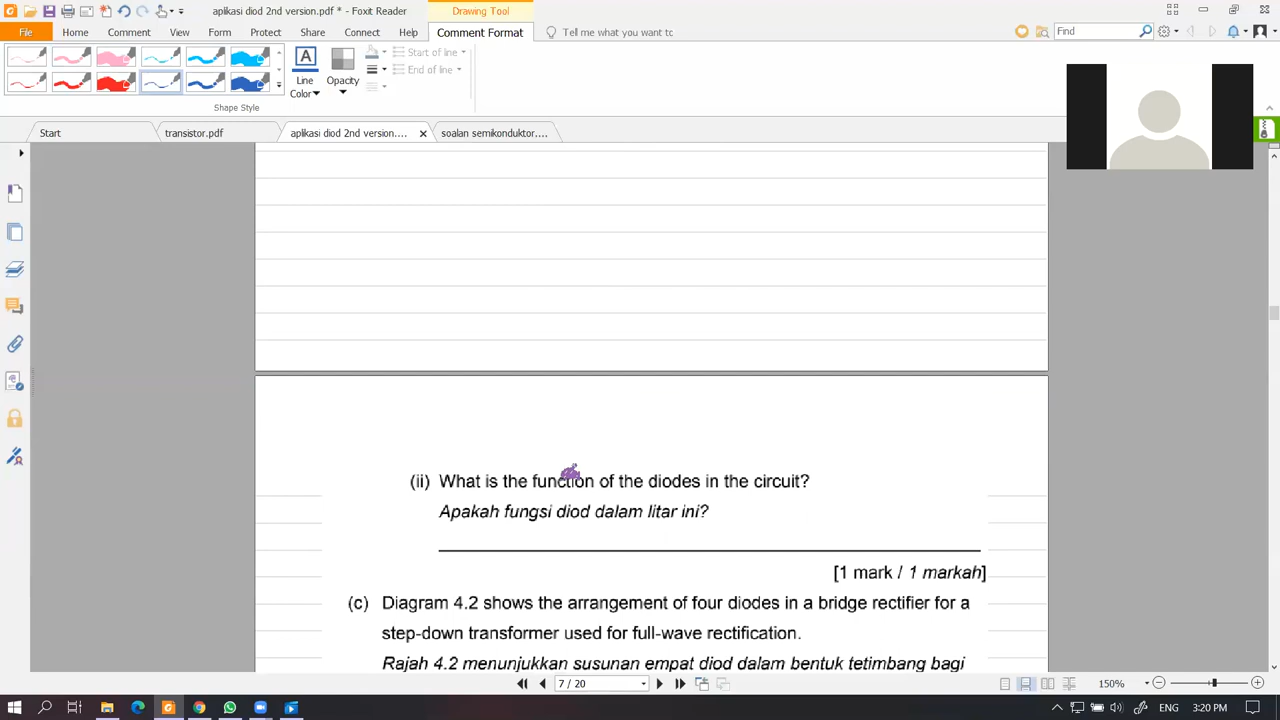 aplikasi diod 2nd version.pdf * - Foxit Reader
Drawing Tool
File
Home
Comment
View
Form
Protect
Share
Connect
Help
Comment Format
Tell me what you want tc
Find
Line
Color
Opacity
Start of line
End of line
Shape Style
Start
transistor.pdf
aplikasi diod 2nd version....
soalan semikonduktor....
(ii) What is the function of the diodes in the circuit?
Apakah fungsi diod dalam litar ini?
[1 mark / 1 markah]
(c) Diagram 4.2 shows the arrangement of four diodes in a bridge rectifier for a
step-down transformer used for full-wave rectification.
Rajah 4.2 menunjukkan susunan empat diod dalam bentuk tetimbang bagi
7 / 20
150%
ENG
3:20 PM